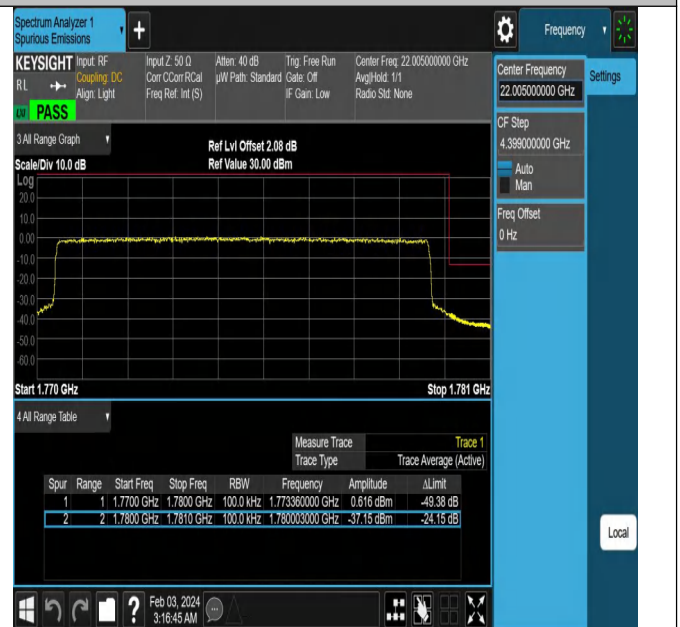 Spectrum Analyzer 1
Spurious Emissions
+
Frequency
KEYSIGHT Input: RF Input Z: 50 Ω Atten: 40 dB Trig: Free Run Center Freq: 22.005000000 GHz
RL Coupling: DC Corr CCorr RCal µW Path: Standard Gate: Off Avg|Hold: 1/1
Align: Light Freq Ref: Int (S) IF Gain: Low Radio Std: None
PASS
Center Frequency
22.005000000 GHz
Settings
CF Step
4.399000000 GHz
Auto
Man
Freq Offset
0 Hz
3 All Range Graph
Ref Lvl Offset 2.08 dB
Scale/Div 10.0 dB Ref Value 30.00 dBm
Log
20.0
10.0
0.00
-10.0
-20.0
-30.0
-40.0
-50.0
-60.0
Start 1.770 GHz Stop 1.781 GHz
4 All Range Table
Measure Trace Trace 1
Trace Type Trace Average (Active)
Spur Range Start Freq Stop Freq RBW Frequency Amplitude ΔLimit
1 1 1.7700 GHz 1.7800 GHz 100.0 kHz 1.773360000 GHz 0.616 dBm -49.38 dB
2 2 1.7800 GHz 1.7810 GHz 100.0 kHz 1.780003000 GHz -37.15 dBm -24.15 dB
Local
? Feb 03, 2024
3:16:45 AM